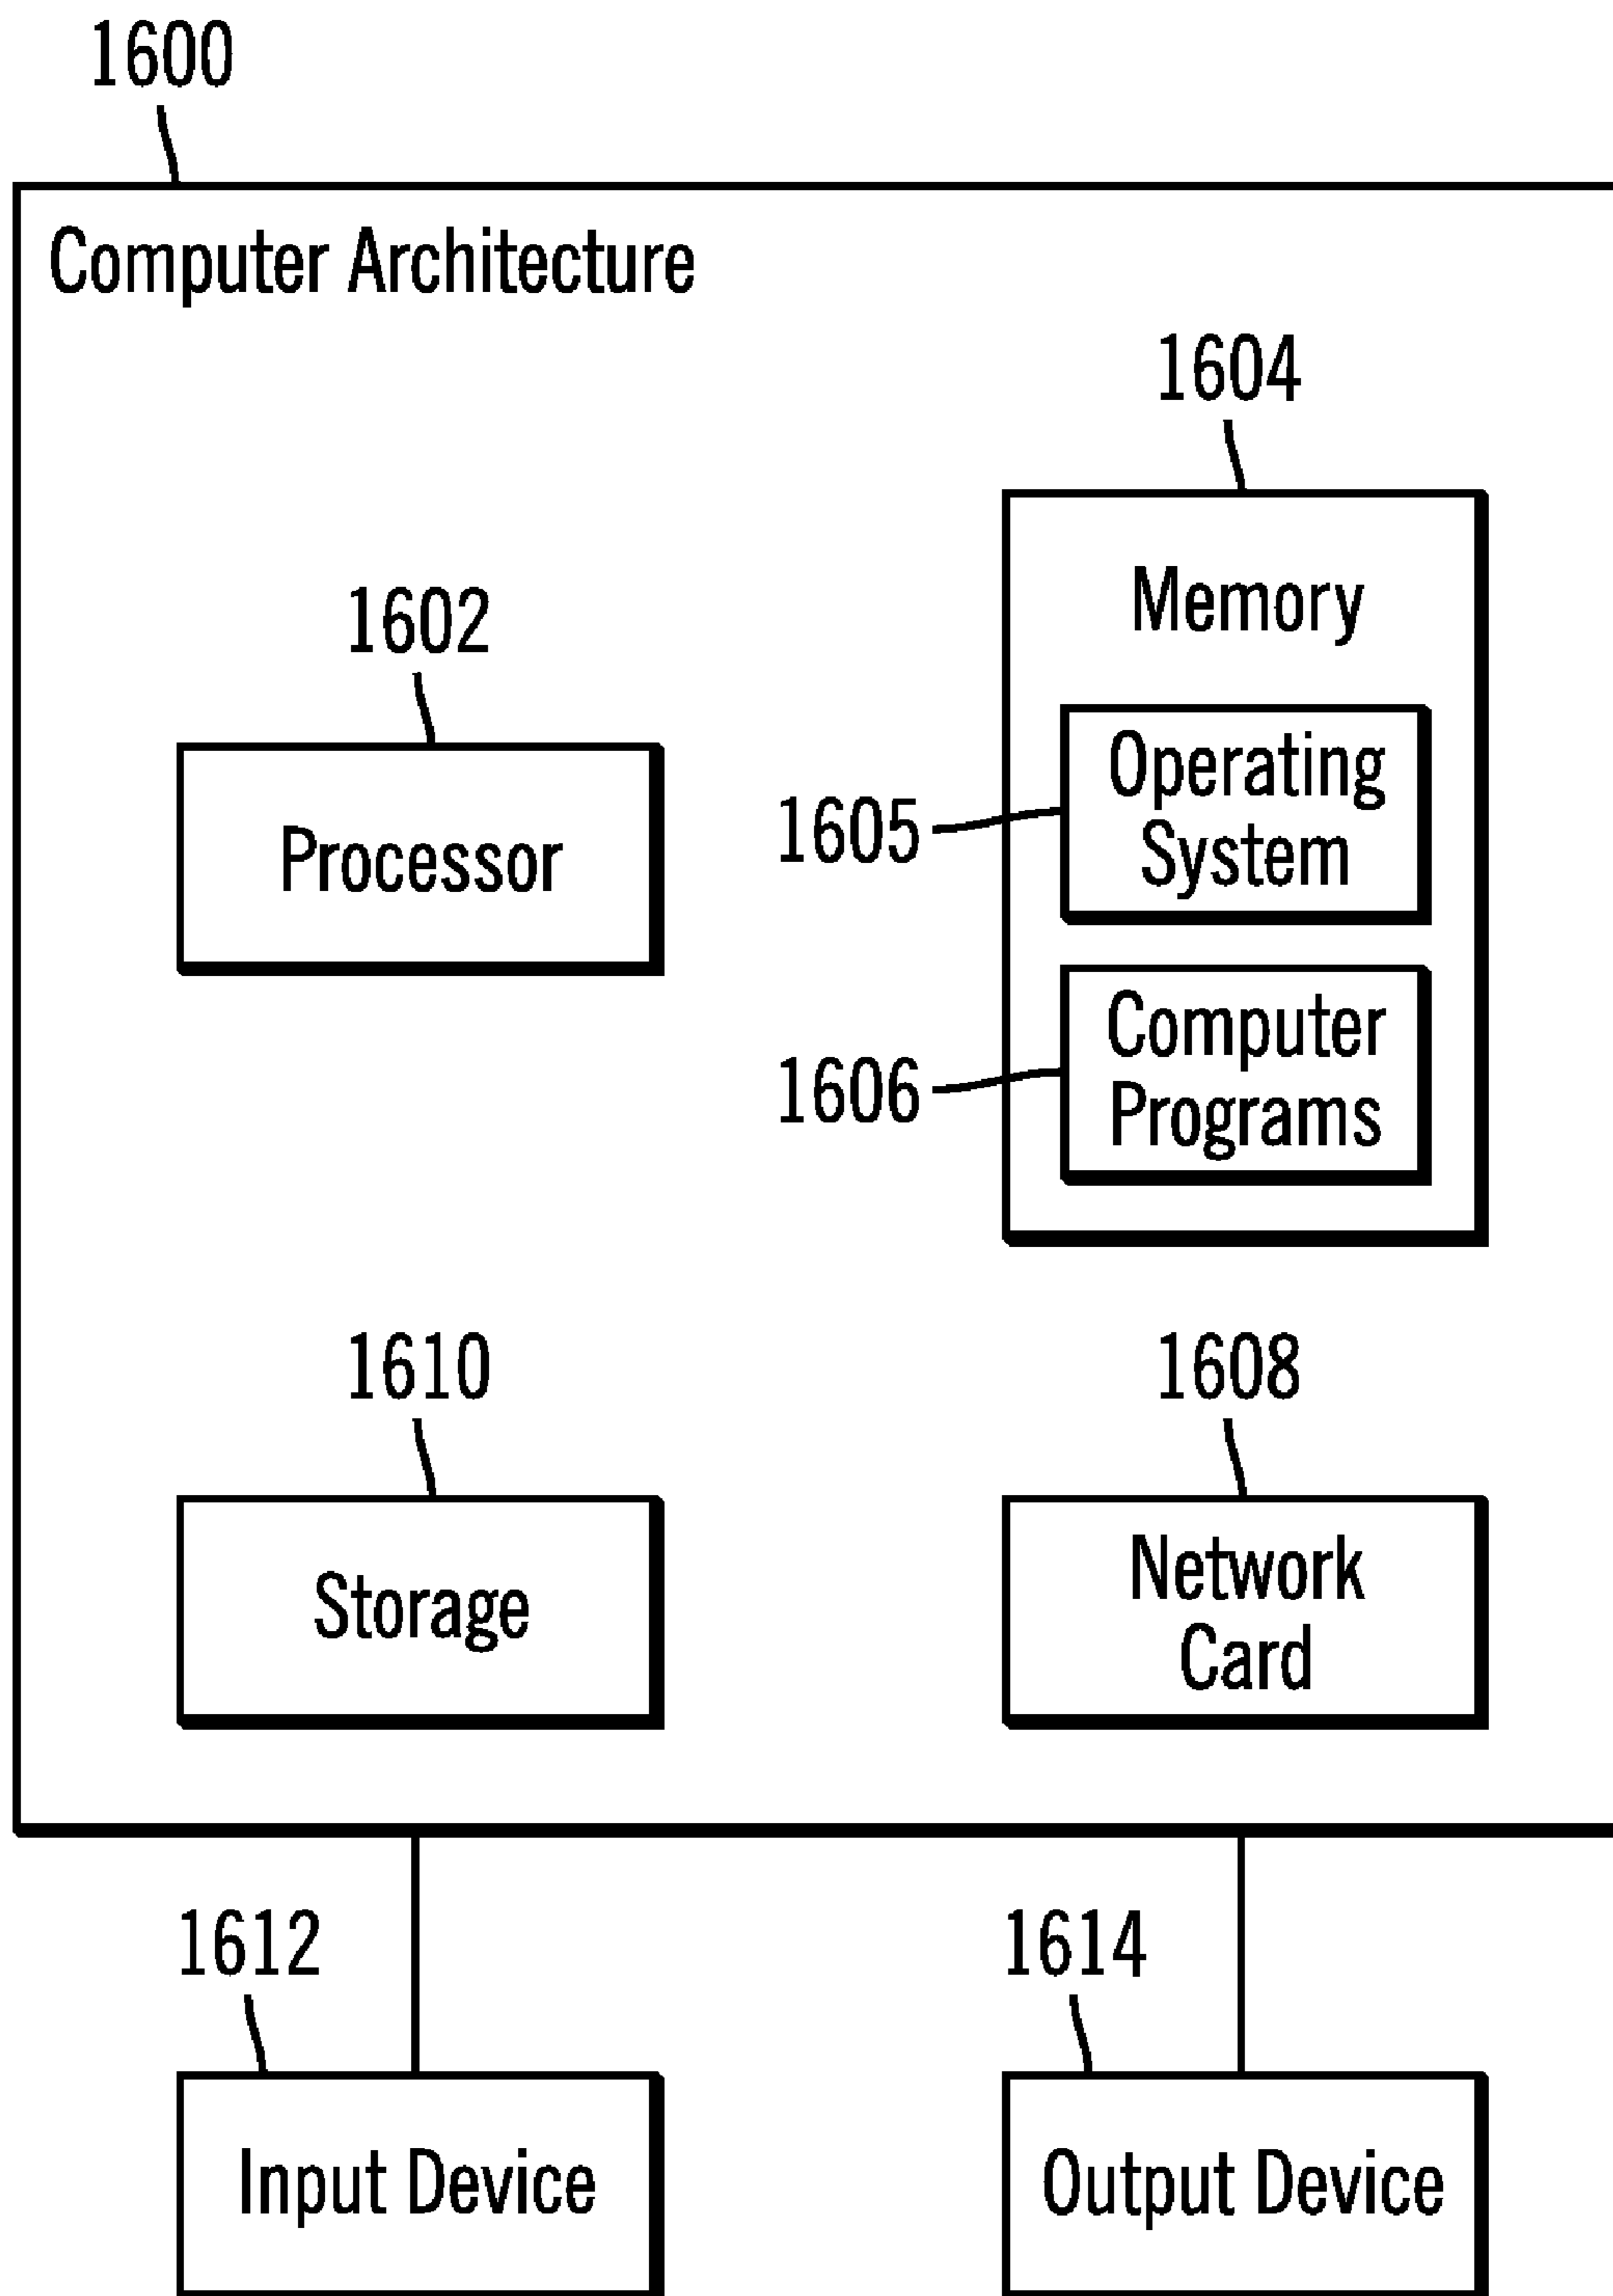 1600
Computer Architecture
1604
Memory
1602
Processor
1605
Operating
System
1606
Computer
Programs
1610
Storage
1608
Network
Card
1612
Input Device
1614
Output Device